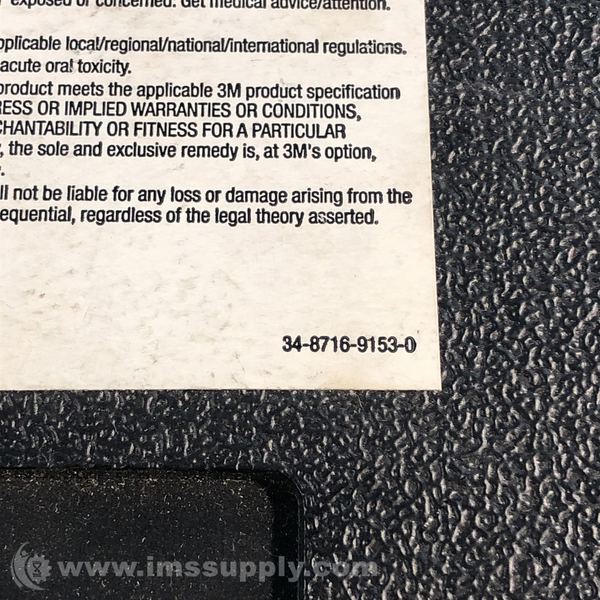 exposed or concerned: Get medical advice/attention.
applicable local/regional/national/international regulations.
acute oral toxicity.
product meets the applicable 3M product specification
RESS OR IMPLIED WARRANTIES OR CONDITIONS,
CHANTABILITY OR FITNESS FOR A PARTICULAR
, the sole and exclusive remedy is, at 3M's option,
.
ll not be liable for any loss or damage arising from the
equential, regardless of the legal theory asserted.
34-8716-9153-0
www.imssupply.com